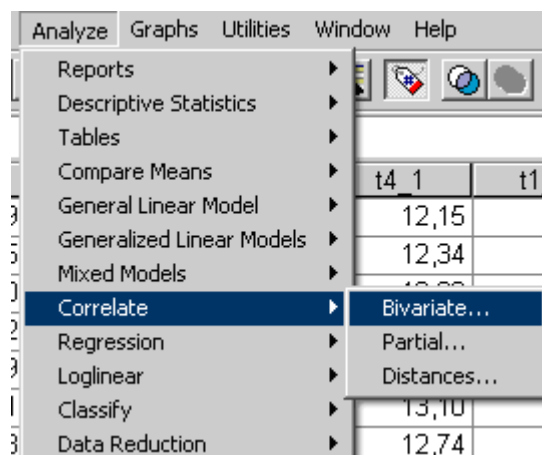 Analyze Graphs Utilities Window Help
Reports
Descriptive Statistics
Tables
Compare Means
General Linear Model
Generalized Linear Models
Mixed Models
Correlate
Regression
Loglinear
Classify
Data Reduction
t4_1 t1
12,15
12,34
Bivariate...
Partial...
Distances...
13,10
12,74